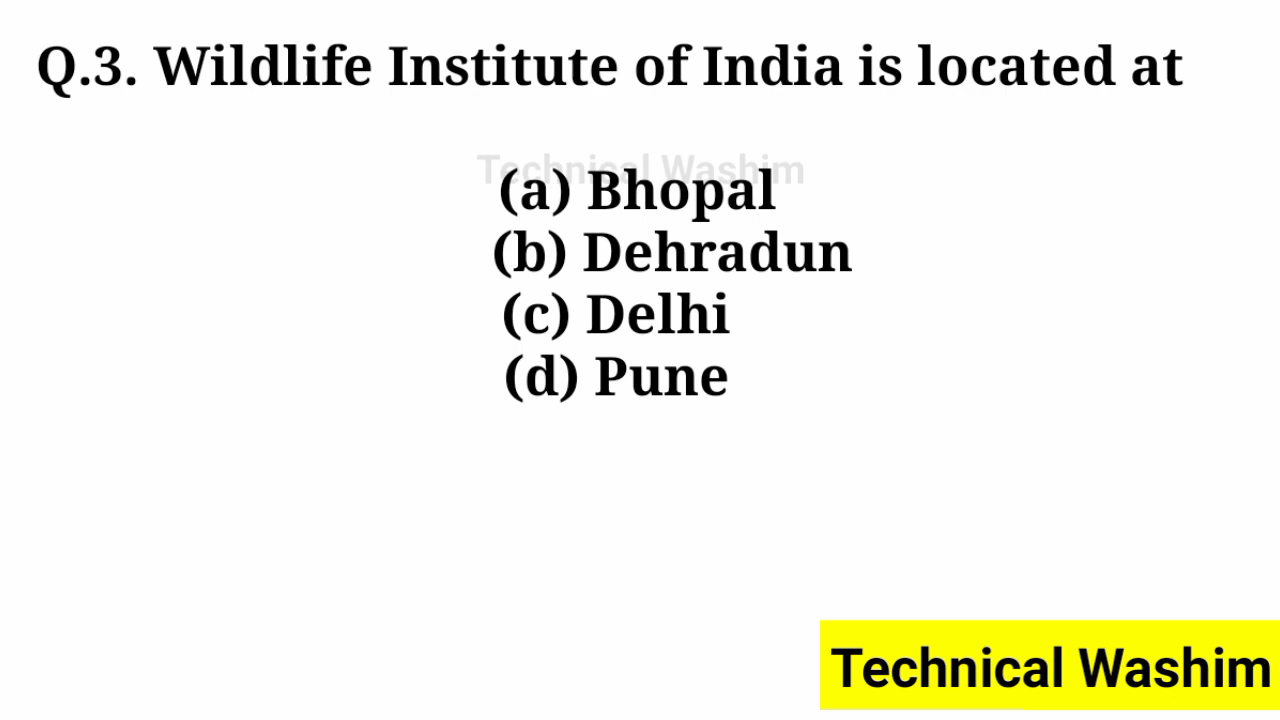 Q.3. Wildlife Institute of India is located at
Technical Washim
(a) Bhopal
(b) Dehradun
(c) Delhi
(d) Pune
Technical Washim